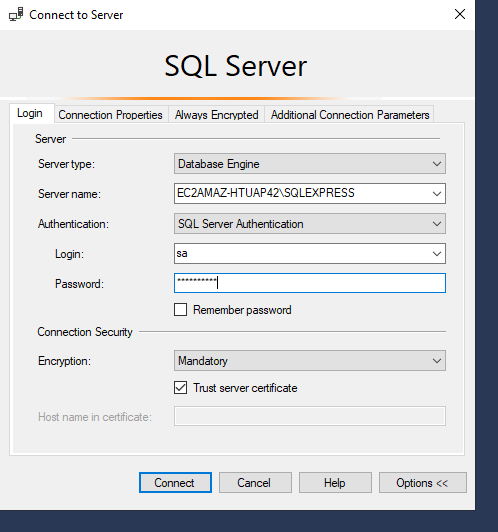 Connect to Server
SQL Server
Login Connection Properties Always Encrypted Additional Connection Parameters
Server
Server type: Database Engine
Server name: EC2AMAZ-HTUAP42\SQLEXPRESS
Authentication: SQL Server Authentication
Login: sa
Password: **********
Remember password
Connection Security
Encryption: Mandatory
Trust server certificate
Host name in certificate:
Connect Cancel Help Options <<